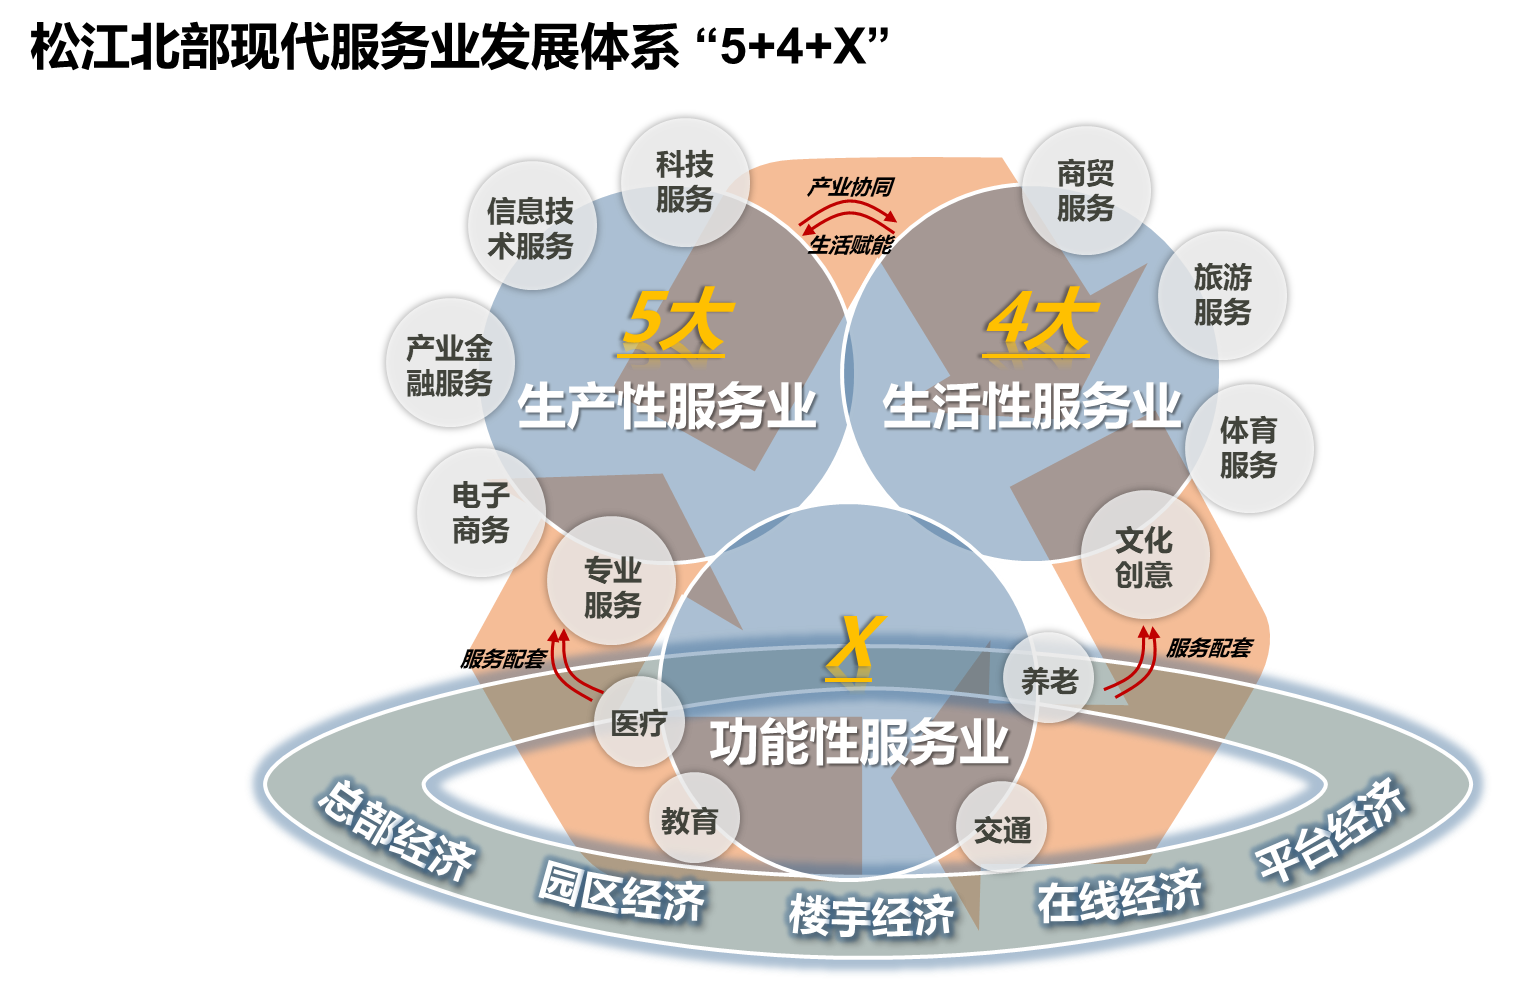 松江北部现代服务业发展体系 “5+4+X”
科技
服务
信息技
术服务
产业金
融服务
电子
商务
专业
服务
5大
生产性服务业
产业协同
生活赋能
商贸
服务
旅游
服务
体育
服务
文化
创意
4大
生活性服务业
服务配套
服务配套
X
功能性服务业
医疗
教育
养老
交通
总部经济
园区经济
楼宇经济
在线经济
平台经济